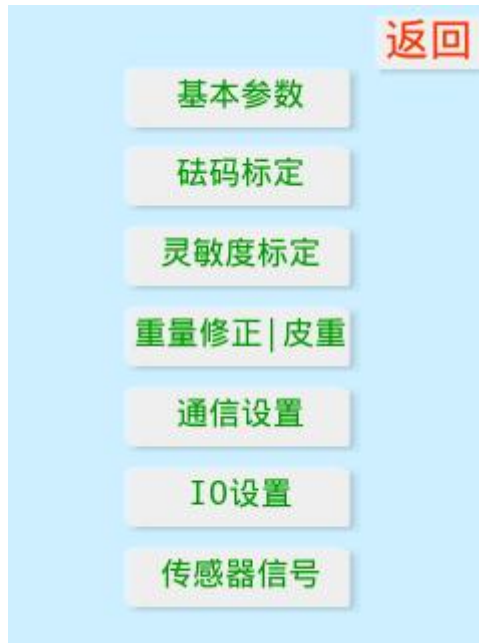 返回
基本参数
砝码标定
灵敏度标定
重量修正|皮重
通信设置
IO设置
传感器信号